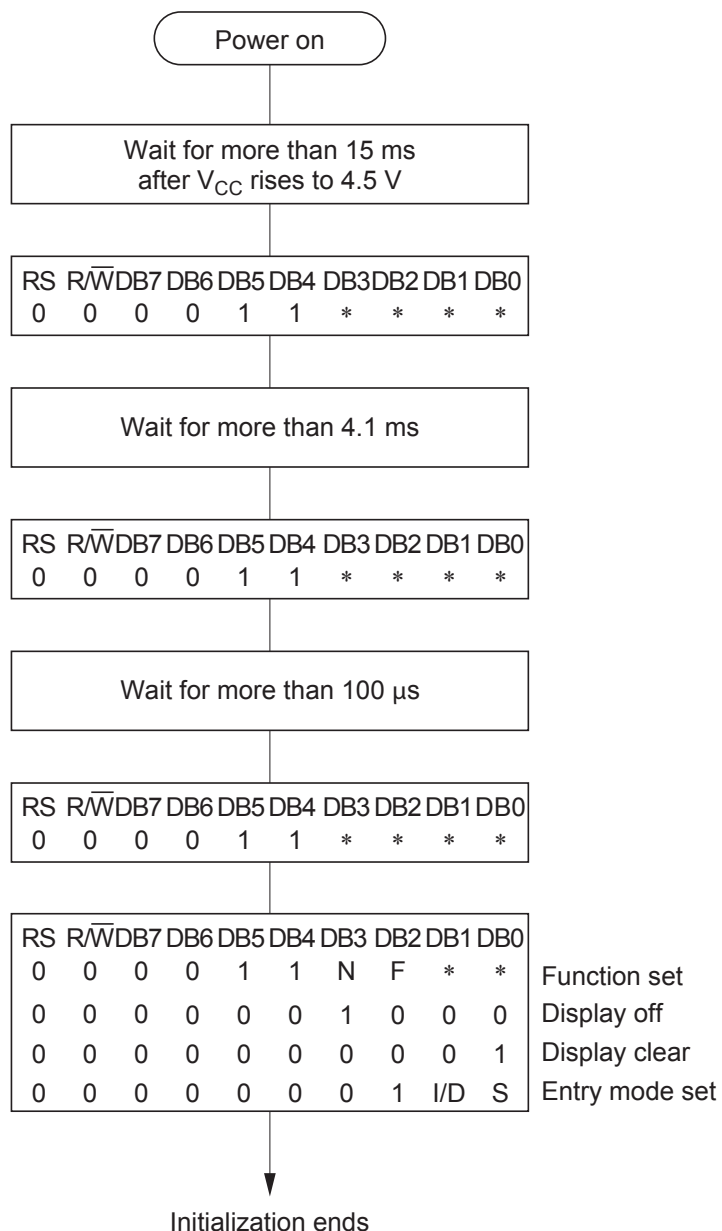 Power on
Wait for more than 15 ms
after VCC rises to 4.5 V
RS R/W̅ DB7 DB6 DB5 DB4 DB3 DB2 DB1 DB0
0 0 0 0 1 1 * * * *
Wait for more than 4.1 ms
RS R/W̅ DB7 DB6 DB5 DB4 DB3 DB2 DB1 DB0
0 0 0 0 1 1 * * * *
Wait for more than 100 µs
RS R/W̅ DB7 DB6 DB5 DB4 DB3 DB2 DB1 DB0
0 0 0 0 1 1 * * * *
RS R/W̅ DB7 DB6 DB5 DB4 DB3 DB2 DB1 DB0
0 0 0 0 1 1 N F * * Function set
0 0 0 0 0 0 1 0 0 0 Display off
0 0 0 0 0 0 0 0 0 1 Display clear
0 0 0 0 0 0 0 1 I/D S Entry mode set
Initialization ends